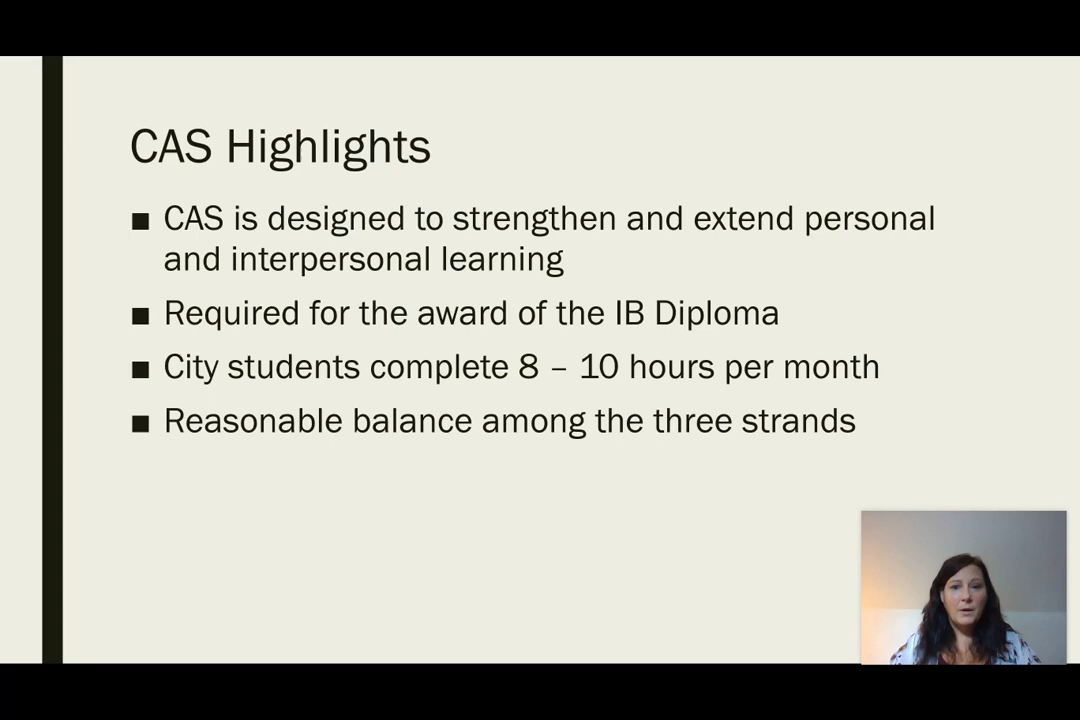 CAS Highlights
■ CAS is designed to strengthen and extend personal
and interpersonal learning
■ Required for the award of the IB Diploma
■ City students complete 8 – 10 hours per month
■ Reasonable balance among the three strands